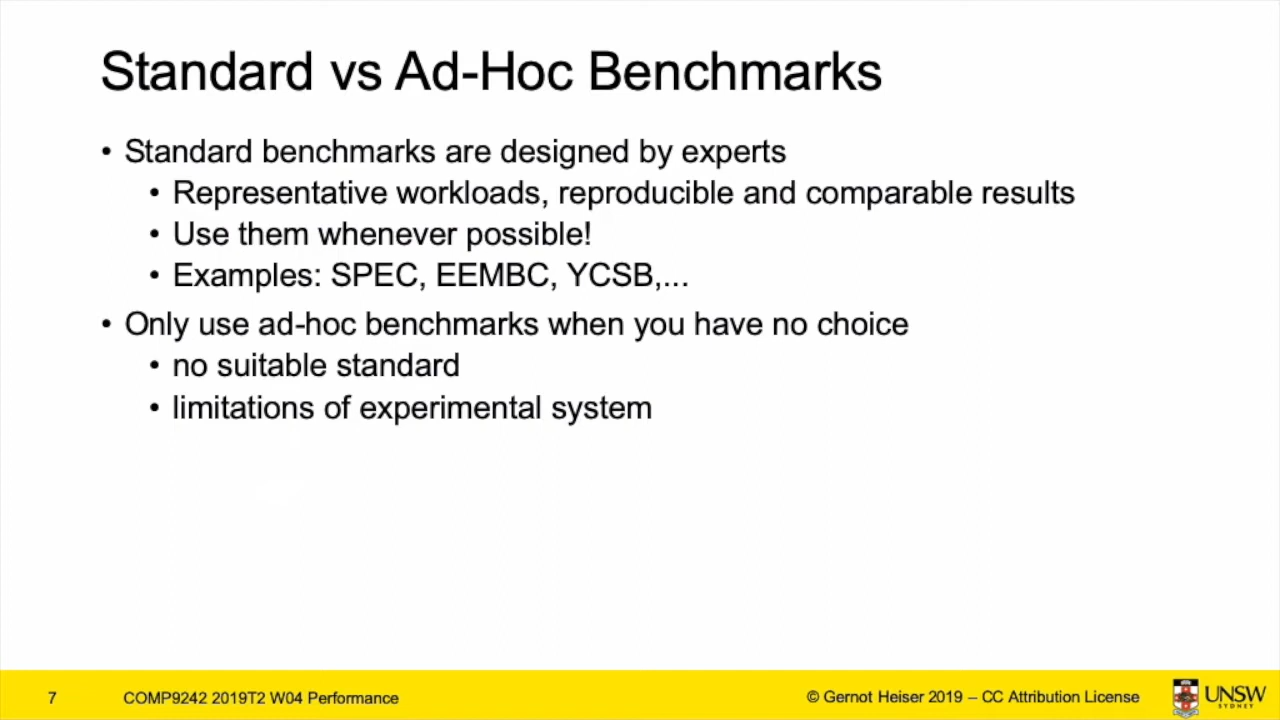 Standard vs Ad-Hoc Benchmarks
• Standard benchmarks are designed by experts
• Representative workloads, reproducible and comparable results
• Use them whenever possible!
• Examples: SPEC, EEMBC, YCSB,...
• Only use ad-hoc benchmarks when you have no choice
• no suitable standard
• limitations of experimental system
7 COMP9242 2019T2 W04 Performance © Gernot Heiser 2019 – CC Attribution License UNSW
SYDNEY